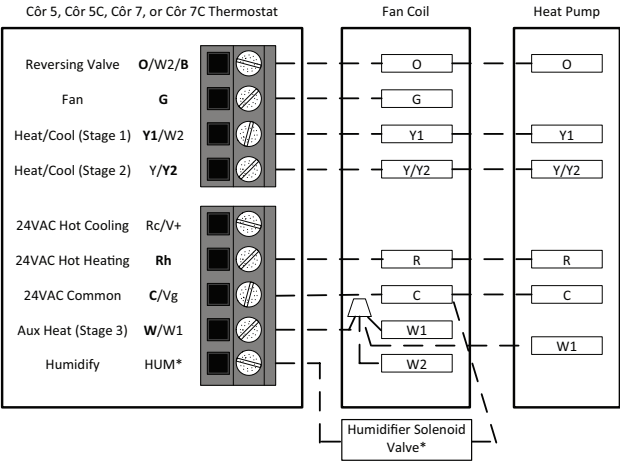 Côr 5, Côr 5C, Côr 7, or Côr 7C Thermostat
Fan Coil
Heat Pump
Reversing Valve O/W2/B
O
O
Fan G
G
Heat/Cool (Stage 1) Y1/W2
Y1
Y1
Heat/Cool (Stage 2) Y/Y2
Y/Y2
Y/Y2
24VAC Hot Cooling Rc/V+
24VAC Hot Heating Rh
R
R
24VAC Common C/Vg
C
C
Aux Heat (Stage 3) W/W1
W1
W1
Humidify HUM*
W2
Humidifier Solenoid
Valve*